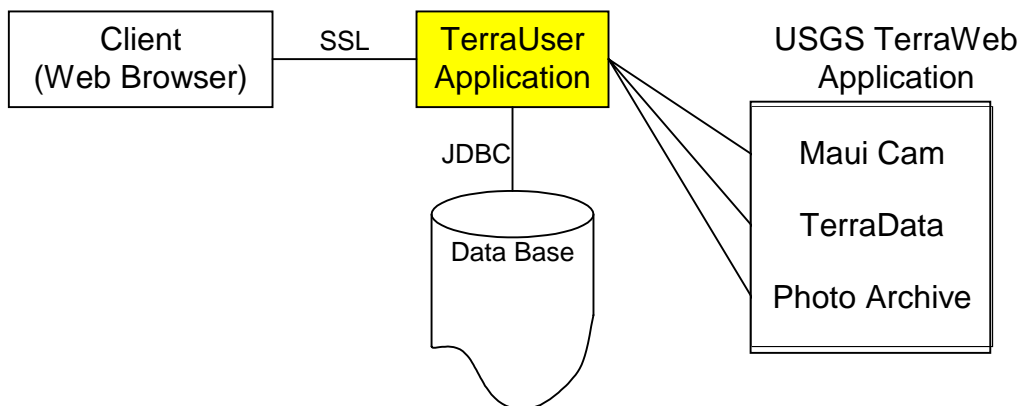 Client
(Web Browser)
SSL
TerraUser
Application
USGS TerraWeb
Application
JDBC
Data Base
Maui Cam
TerraData
Photo Archive